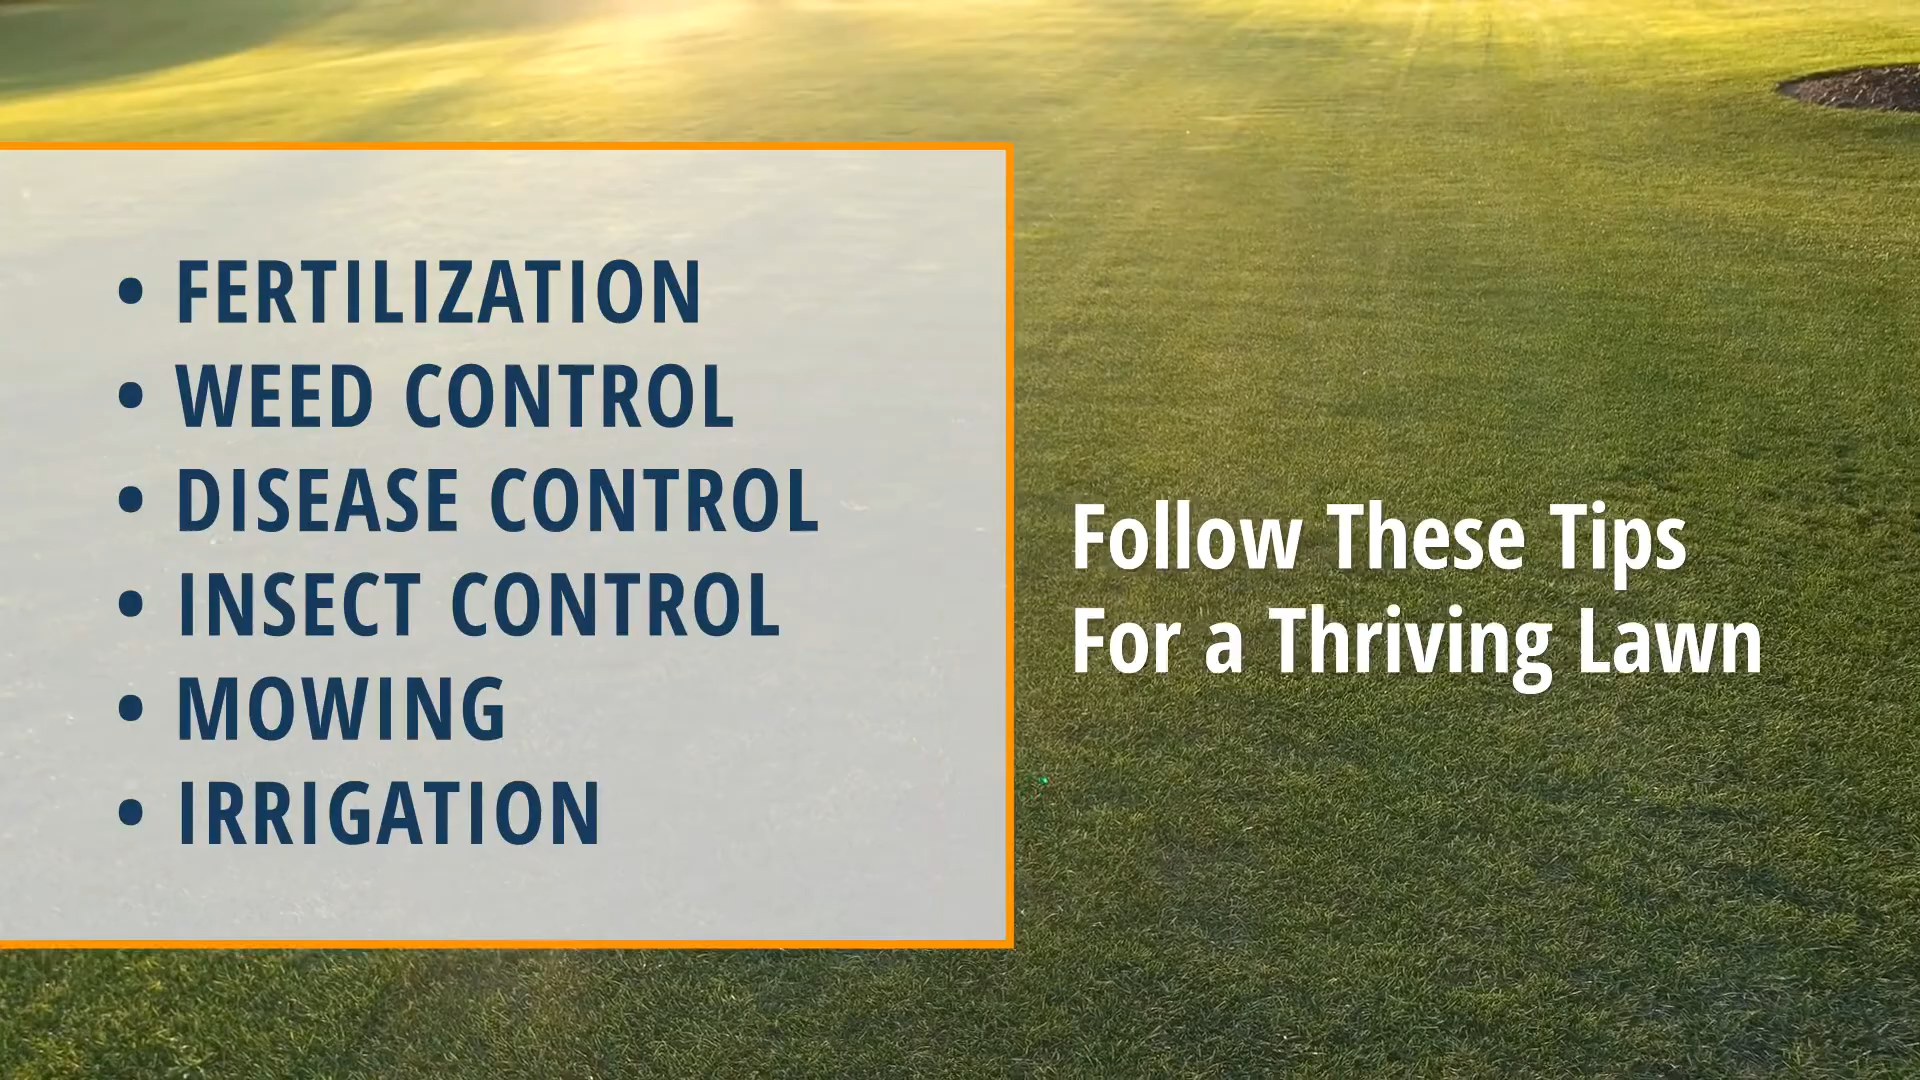 • FERTILIZATION
• WEED CONTROL
• DISEASE CONTROL
• INSECT CONTROL
• MOWING
• IRRIGATION
Follow These Tips
For a Thriving Lawn